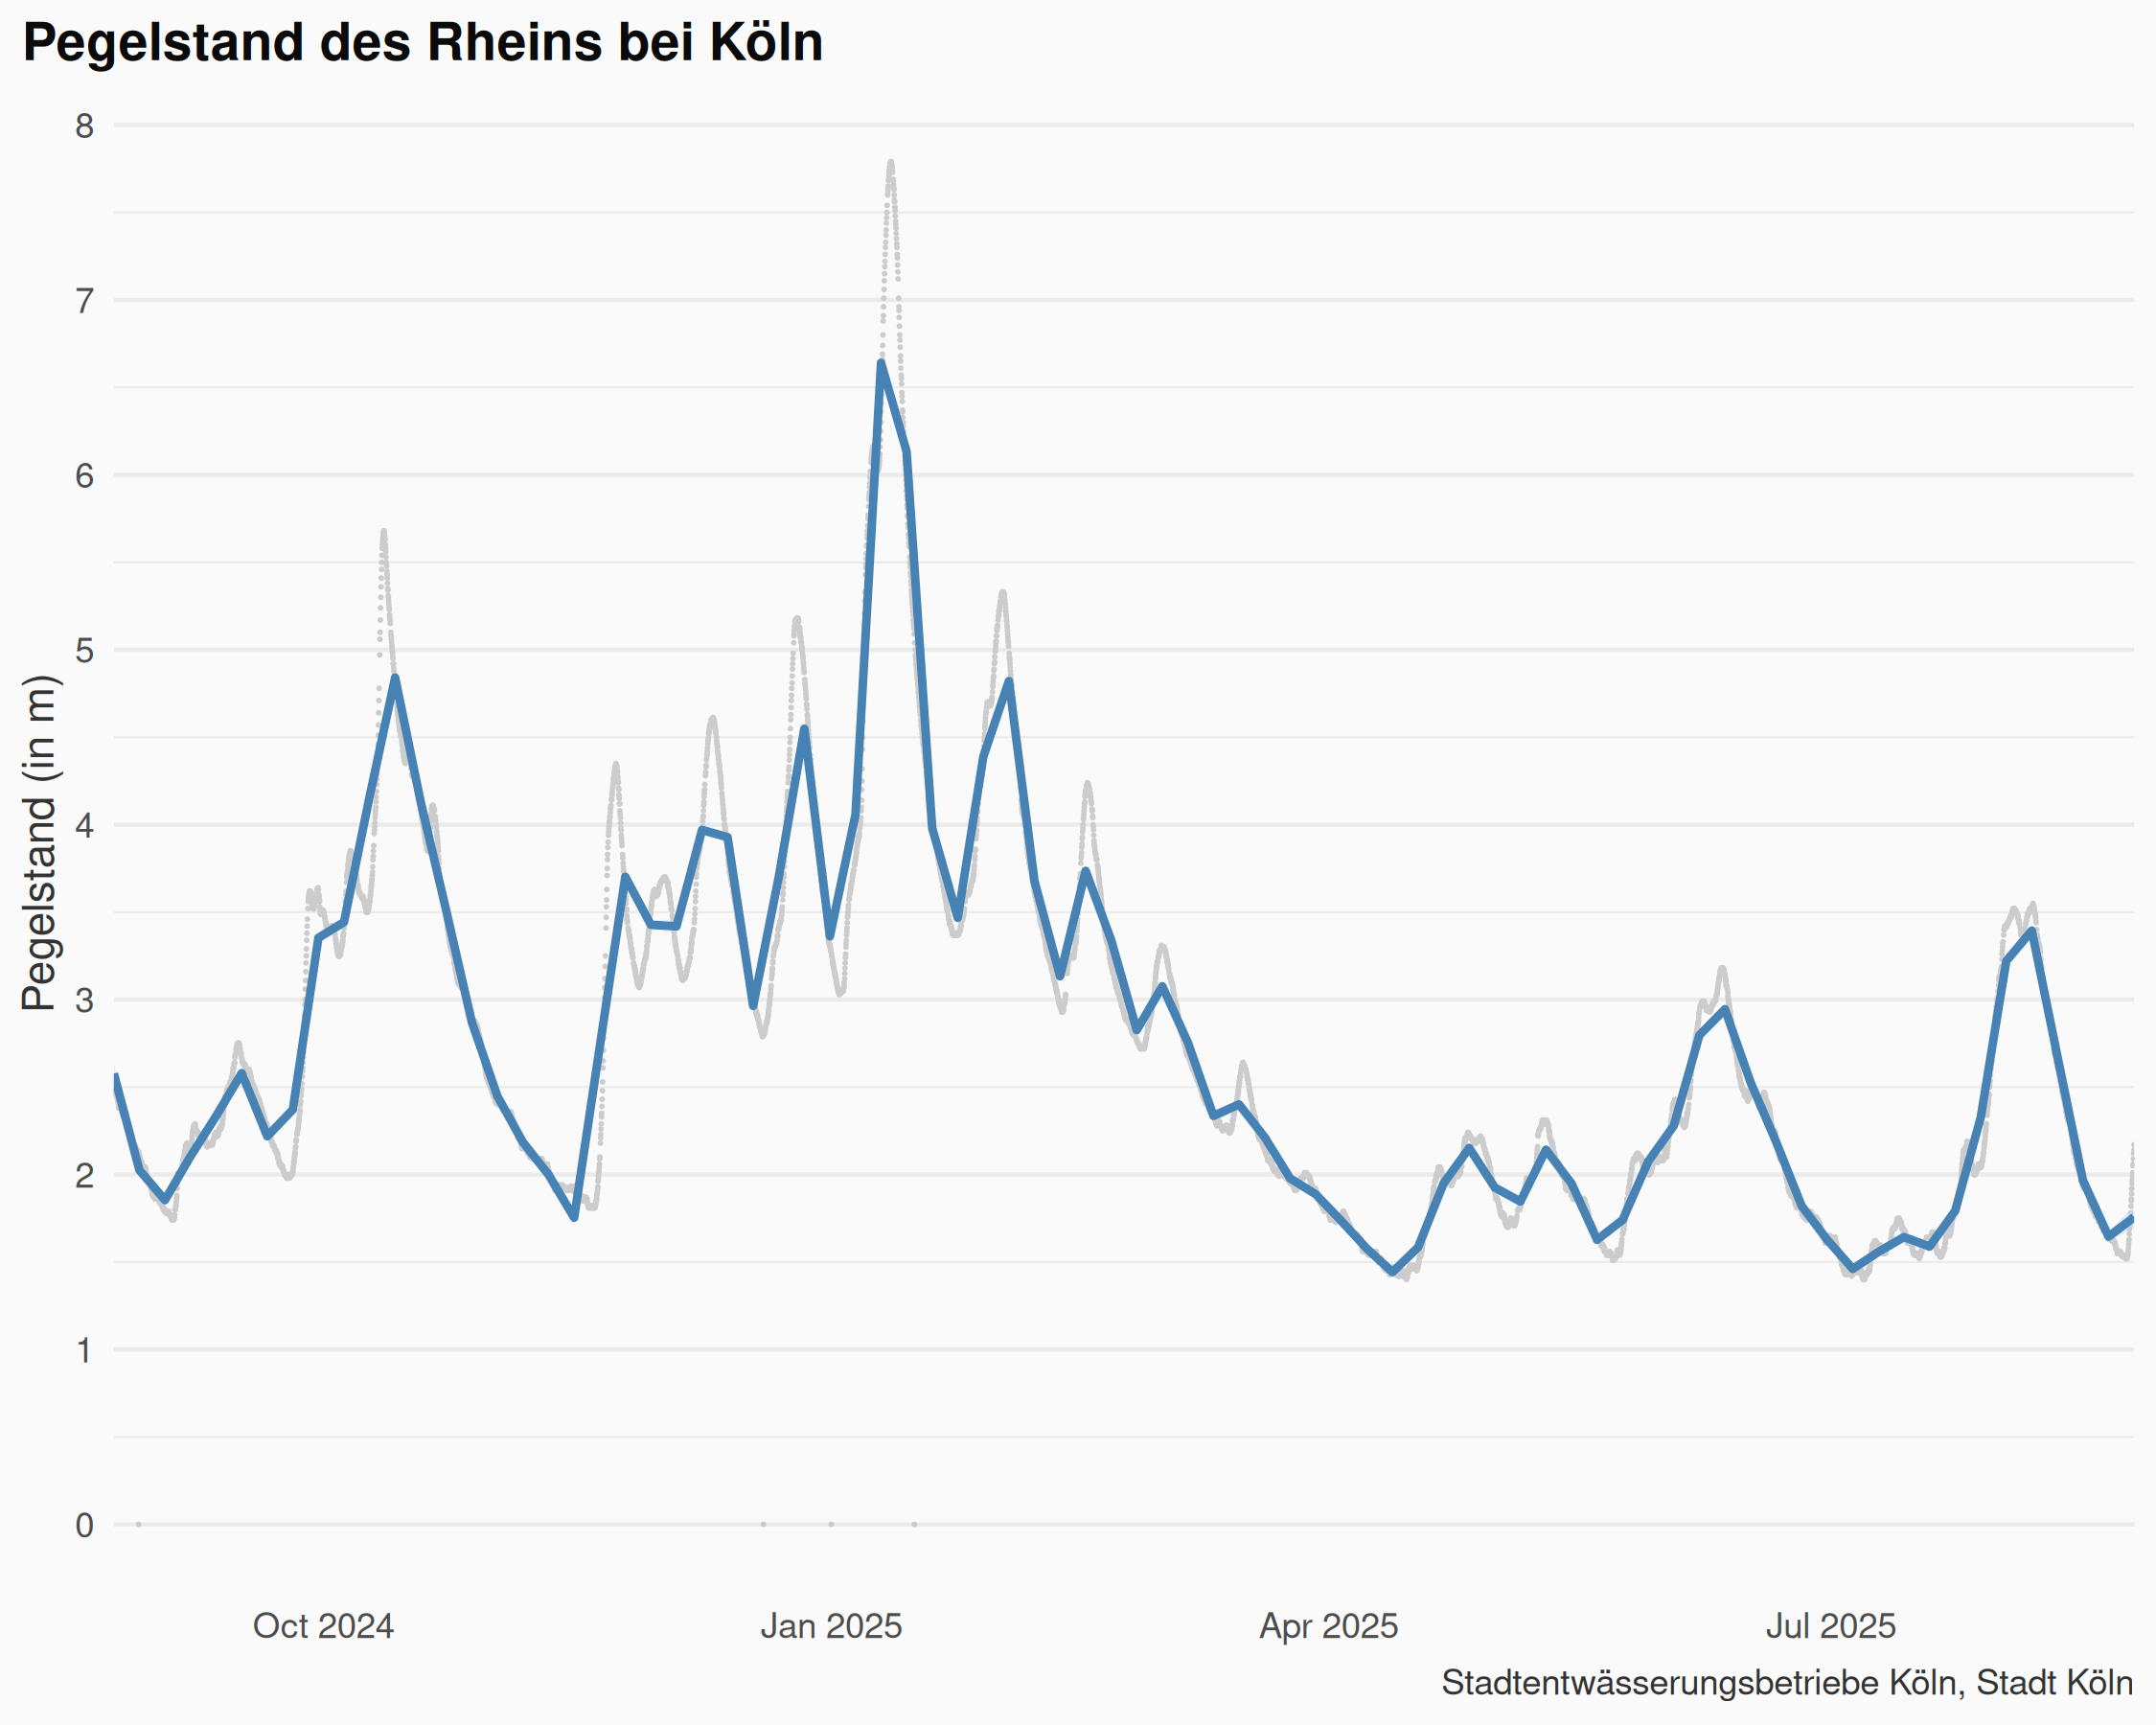 Pegelstand des Rheins bei Köln
Pegelstand (in m)
8
7
6
5
4
3
2
1
0
Oct 2024 Jan 2025 Apr 2025 Jul 2025
Stadtentwässerungsbetriebe Köln, Stadt Köln